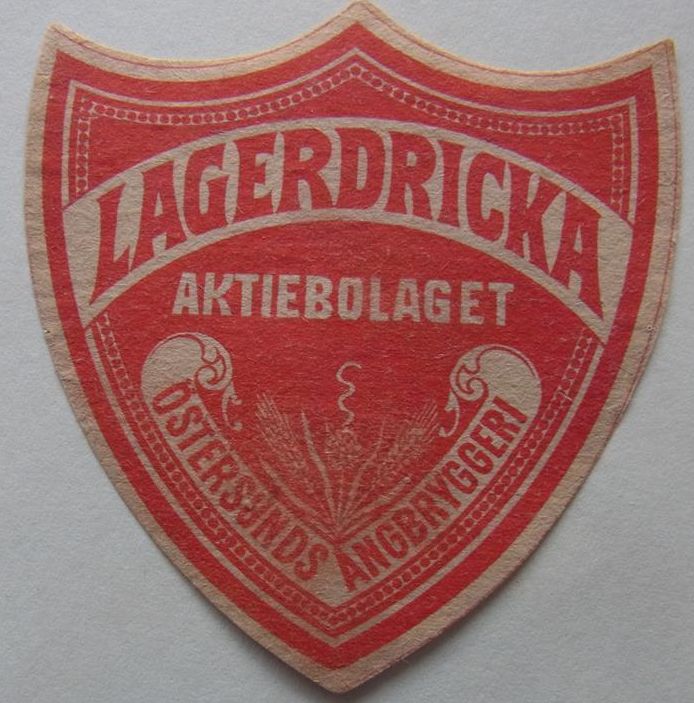 LAGERDRICKA
AKTIEBOLAGET
ÖSTERSUNDS ÅNGBRYGGERI